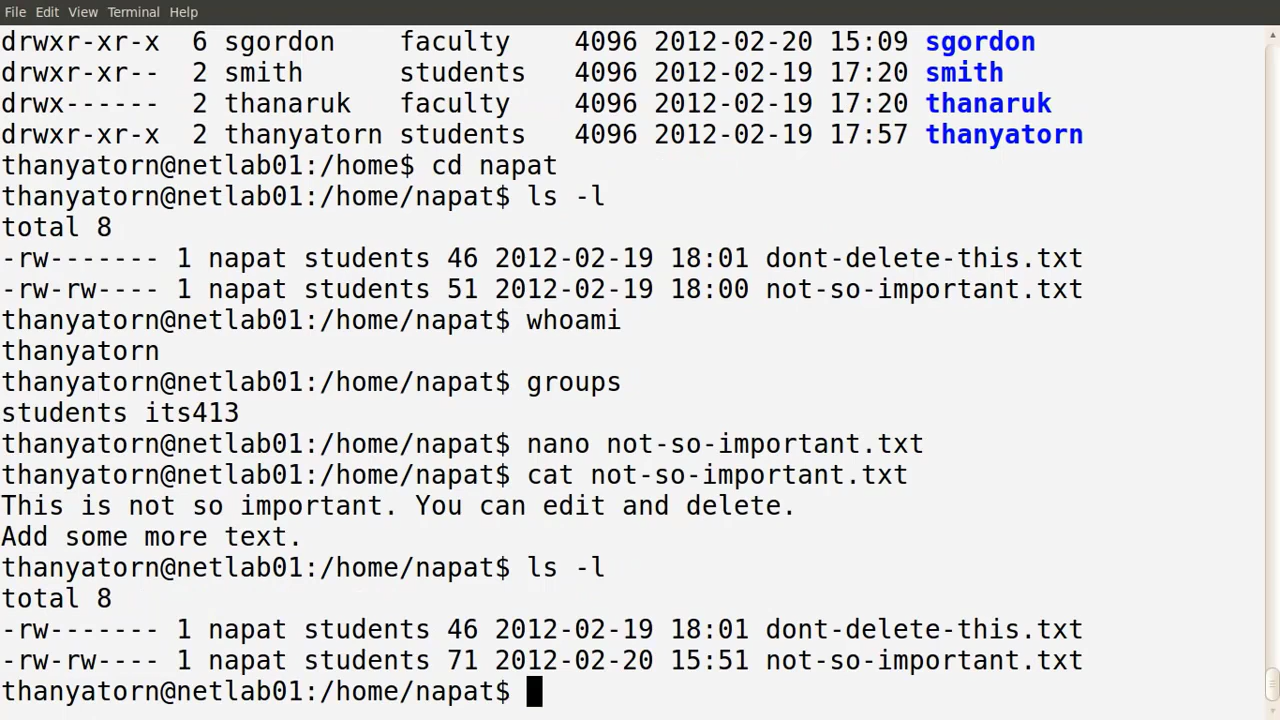 File Edit View Terminal Help
drwxr-xr-x  6 sgordon    faculty    4096 2012-02-20 15:09 sgordon
drwxr-xr--  2 smith      students   4096 2012-02-19 17:20 smith
drwx------  2 thanaruk   faculty    4096 2012-02-19 17:20 thanaruk
drwxr-xr-x  2 thanyatorn students   4096 2012-02-19 17:57 thanyatorn
thanyatorn@netlab01:/home$ cd napat
thanyatorn@netlab01:/home/napat$ ls -l
total 8
-rw------- 1 napat students 46 2012-02-19 18:01 dont-delete-this.txt
-rw-rw---- 1 napat students 51 2012-02-19 18:00 not-so-important.txt
thanyatorn@netlab01:/home/napat$ whoami
thanyatorn
thanyatorn@netlab01:/home/napat$ groups
students its413
thanyatorn@netlab01:/home/napat$ nano not-so-important.txt
thanyatorn@netlab01:/home/napat$ cat not-so-important.txt
This is not so important. You can edit and delete.
Add some more text.
thanyatorn@netlab01:/home/napat$ ls -l
total 8
-rw------- 1 napat students 46 2012-02-19 18:01 dont-delete-this.txt
-rw-rw---- 1 napat students 71 2012-02-20 15:51 not-so-important.txt
thanyatorn@netlab01:/home/napat$